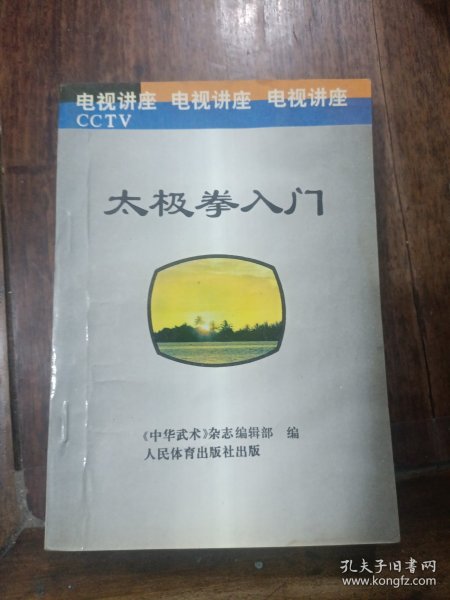 电视讲座 电视讲座 电视讲座
CCTV
太极拳入门
《中华武术》杂志编辑部 编
人民体育出版社出版
孔夫子旧书网
www.kongfz.com